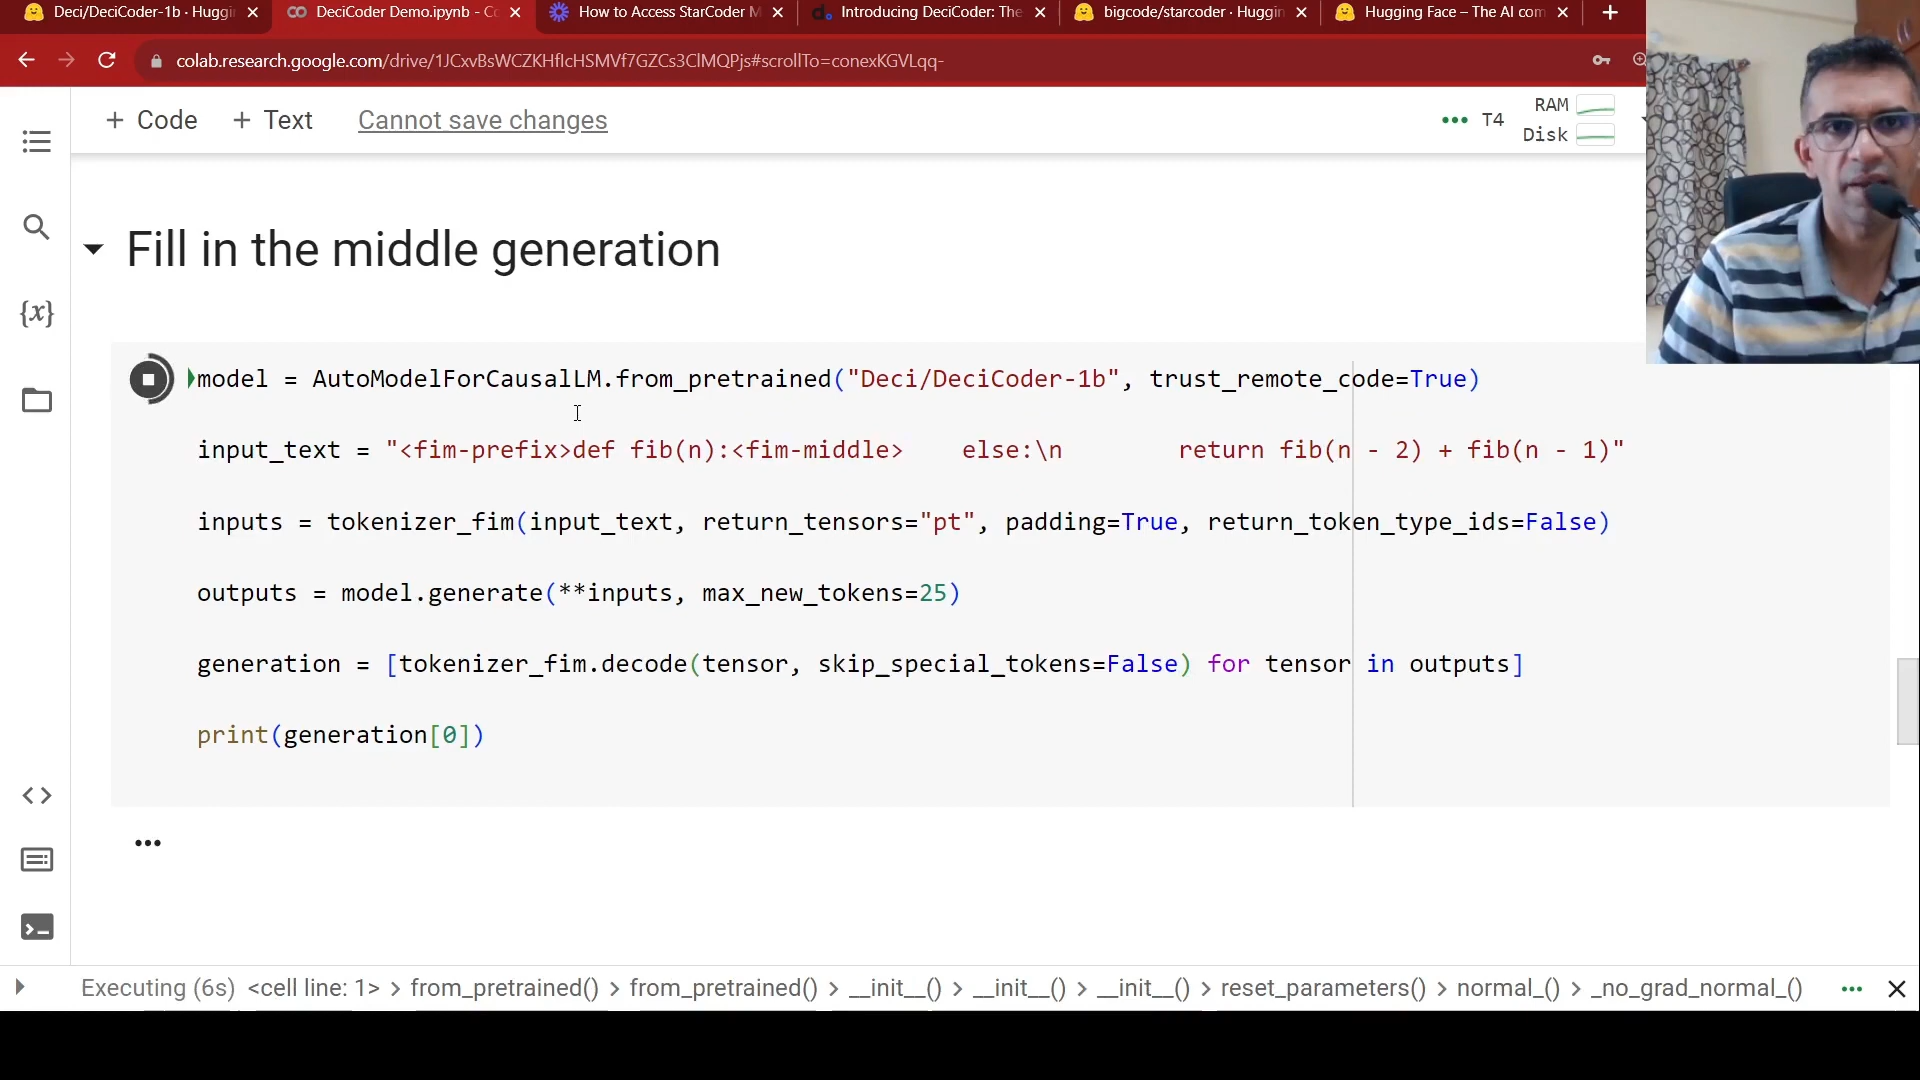 Deci/DeciCoder-1b · Huggi
DeciCoder Demo.ipynb - Co
How to Access StarCoder M
Introducing DeciCoder: The
bigcode/starcoder · Huggin
Hugging Face – The AI com
colab.research.google.com/drive/1JCxvBsWCZKHfIcHSMVf7GZCs3ClMQPjs#scrollTo=conexKGVLqq-
+ Code + Text Cannot save changes
T4 RAM
Disk
Fill in the middle generation
{x}
model = AutoModelForCausalLM.from_pretrained("Deci/DeciCoder-1b", trust_remote_code=True)
input_text = "<fim-prefix>def fib(n):<fim-middle>    else:\n        return fib(n - 2) + fib(n - 1)"
inputs = tokenizer_fim(input_text, return_tensors="pt", padding=True, return_token_type_ids=False)
outputs = model.generate(**inputs, max_new_tokens=25)
generation = [tokenizer_fim.decode(tensor, skip_special_tokens=False) for tensor in outputs]
print(generation[0])
Executing (6s) <cell line: 1> > from_pretrained() > from_pretrained() > __init__() > __init__() > __init__() > reset_parameters() > normal_() > _no_grad_normal_()